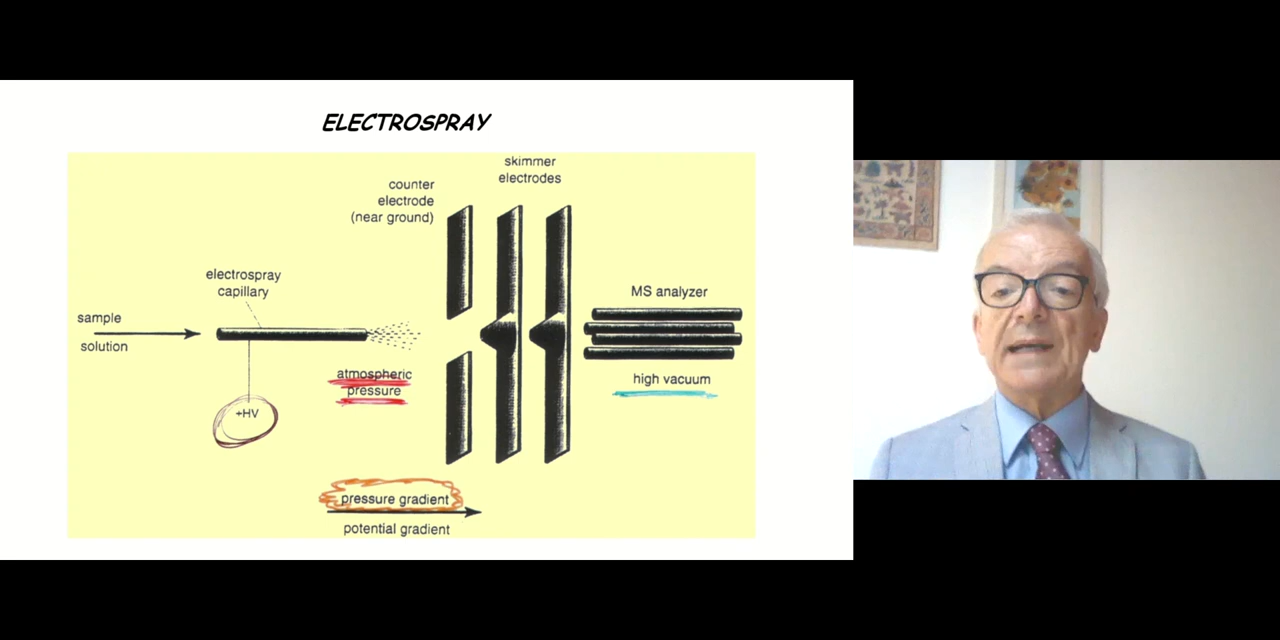 ELECTROSPRAY
skimmer
electrodes
counter
electrode
(near ground)
electrospray
capillary
MS analyzer
sample
solution
atmospheric
pressure
high vacuum
+HV
pressure gradient
potential gradient